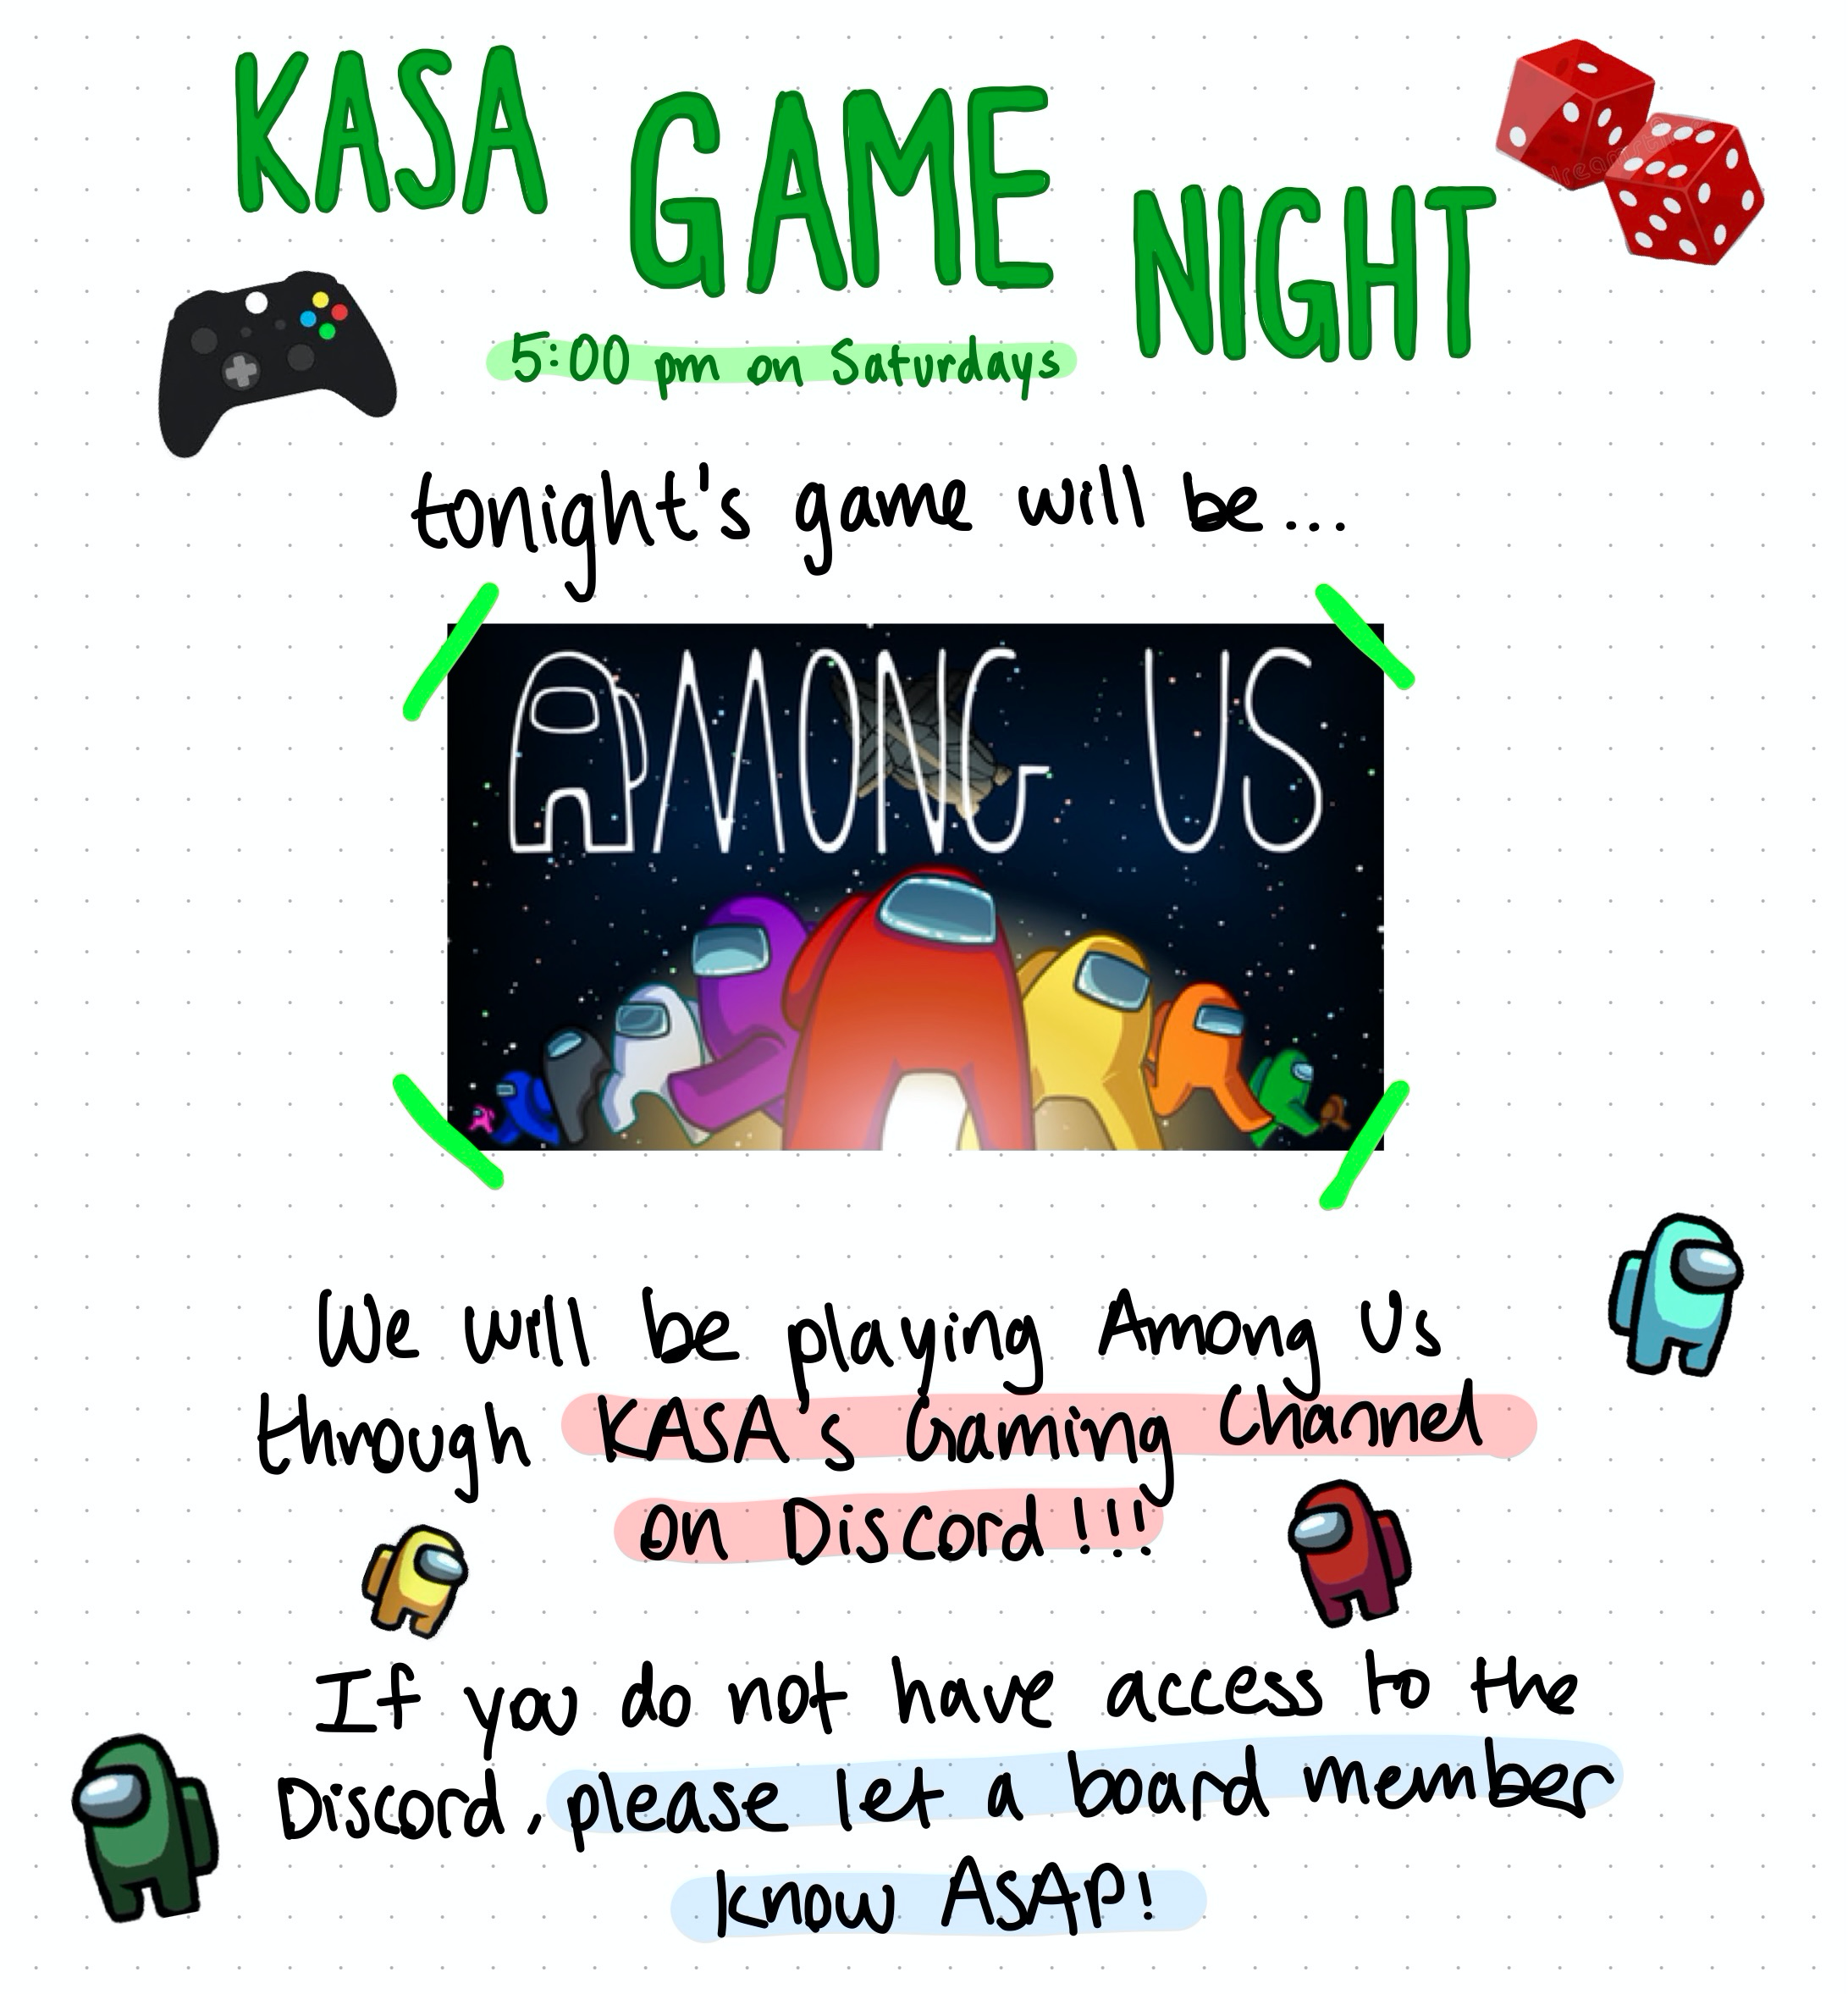 KASA GAME NIGHT
5:00 pm on Saturdays
tonight's game will be...
AMONG US
We will be playing Among Us
through KASA's Gaming Channel
on Discord!!!
If you do not have access to the
Discord, please let a board member
know ASAP!